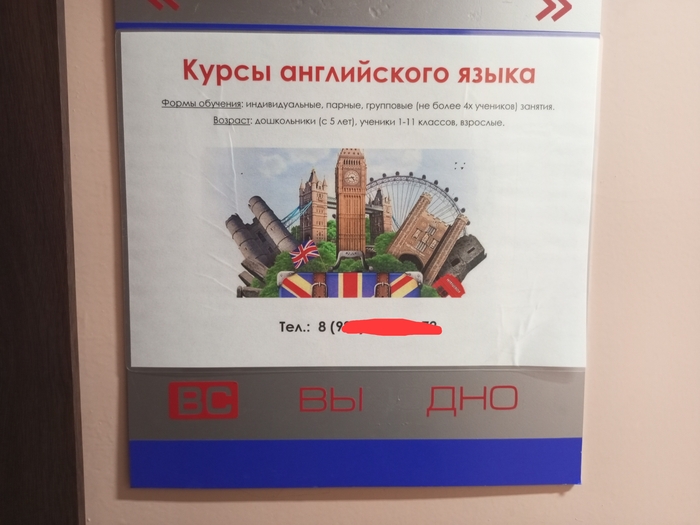 Курсы английского языка
Формы обучения: индивидуальные, парные, групповые (не более 4х учеников) занятия.
Возраст: дошкольники (с 5 лет), ученики 1-11 классов, взрослые.
Тел.: 8 (9
ВС ВЫ ДНО